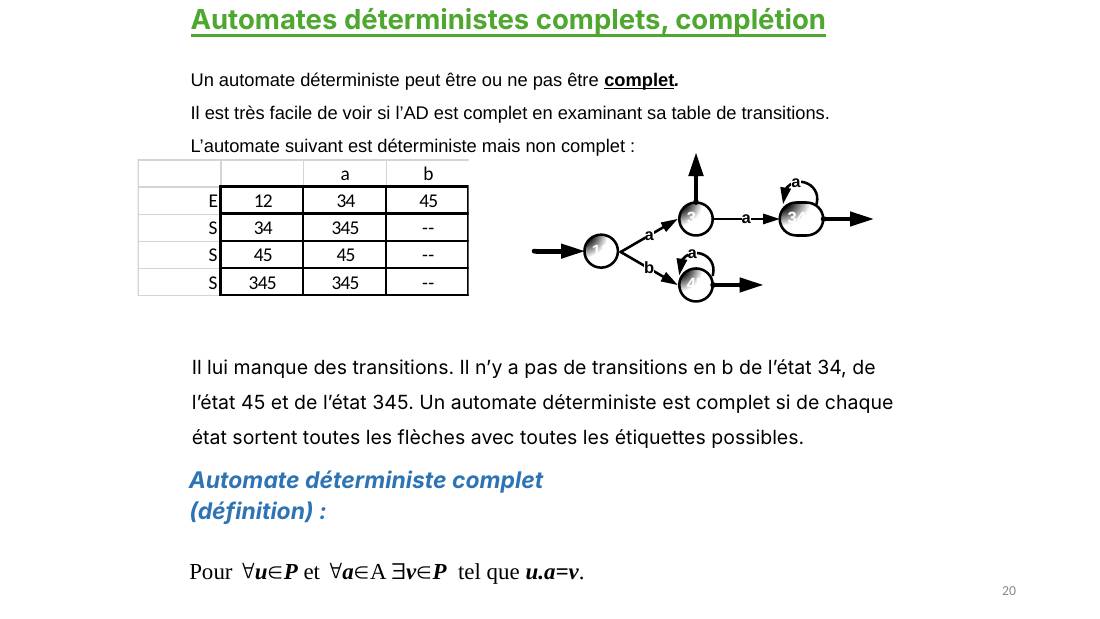 Automates déterministes complets, complétion
Un automate déterministe peut être ou ne pas être complet.
Il est très facile de voir si l’AD est complet en examinant sa table de transitions.
L’automate suivant est déterministe mais non complet :
a b
E 12 34 45
S 34 345 --
S 45 45 --
S 345 345 --
a
a
a
b
a
Il lui manque des transitions. Il n’y a pas de transitions en b de l’état 34, de
l’état 45 et de l’état 345. Un automate déterministe est complet si de chaque
état sortent toutes les flèches avec toutes les étiquettes possibles.
Automate déterministe complet
(définition) :
Pour ∀u∈P et ∀a∈A ∃v∈P tel que u.a=v.
20